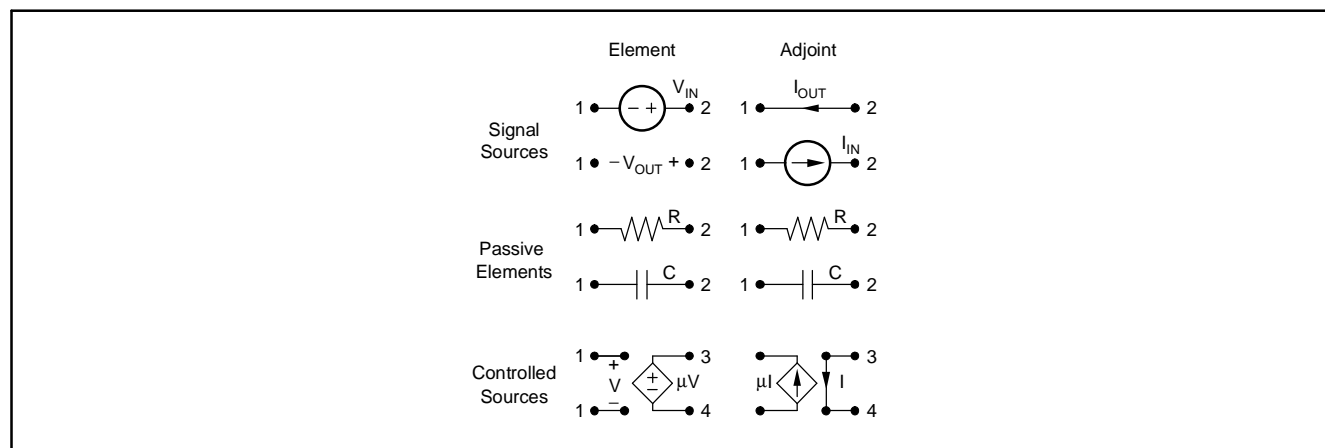 Element Adjoint
Signal
Sources
1 − + V_IN 2 1 I_OUT 2
1 − V_OUT + 2 1 I_IN 2
Passive
Elements
1 R 2 1 R 2
1 C 2 1 C 2
Controlled
Sources
1 + 3 3
V + − μV μI I
1 − 4 4